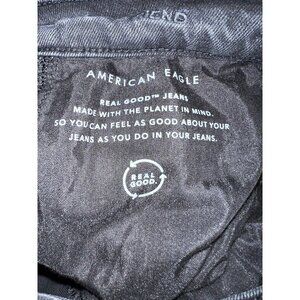 AMERICAN EAGLE
REAL GOOD™ JEANS
MADE WITH THE PLANET IN MIND.
SO YOU CAN FEEL AS GOOD ABOUT YOUR
JEANS AS YOU DO IN YOUR JEANS.
REAL
GOOD.